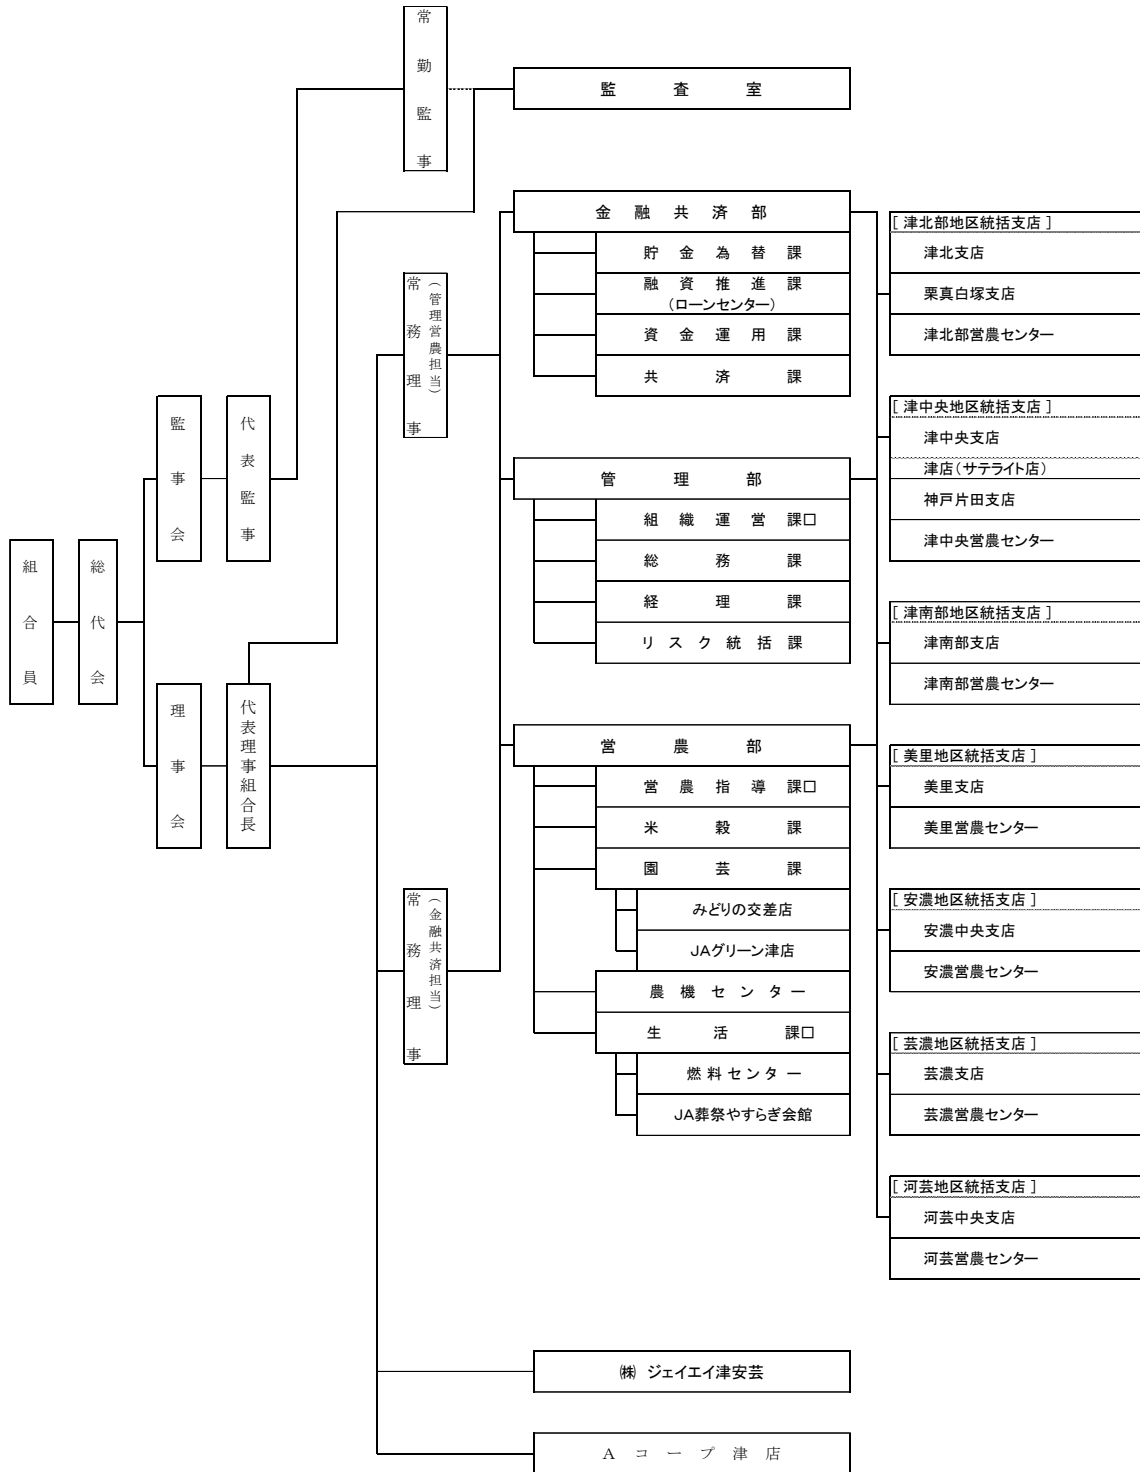 組合員
総代会
監事会
代表監事
理事会
代表理事組合長
常勤監事
監査室
常務理事
（管理営農担当）
常務理事
（金融共済担当）
金融共済部
貯金為替課
融資推進課
（ローンセンター）
資金運用課
共済課
管理部
組織運営課□
総務課
経理課
リスク統括課
営農部
営農指導課□
米穀課
園芸課
みどりの交差店
JAグリーン津店
農機センター
生活課□
燃料センター
JA葬祭やすらぎ会館
㈱ ジェイエイ津安芸
Aコープ津店
[ 津北部地区統括支店 ]
津北支店
栗真白塚支店
津北部営農センター
[ 津中央地区統括支店 ]
津中央支店
津店（サテライト店）
神戸片田支店
津中央営農センター
[ 津南部地区統括支店 ]
津南部支店
津南部営農センター
[ 美里地区統括支店 ]
美里支店
美里営農センター
[ 安濃地区統括支店 ]
安濃中央支店
安濃営農センター
[ 芸濃地区統括支店 ]
芸濃支店
芸濃営農センター
[ 河芸地区統括支店 ]
河芸中央支店
河芸営農センター